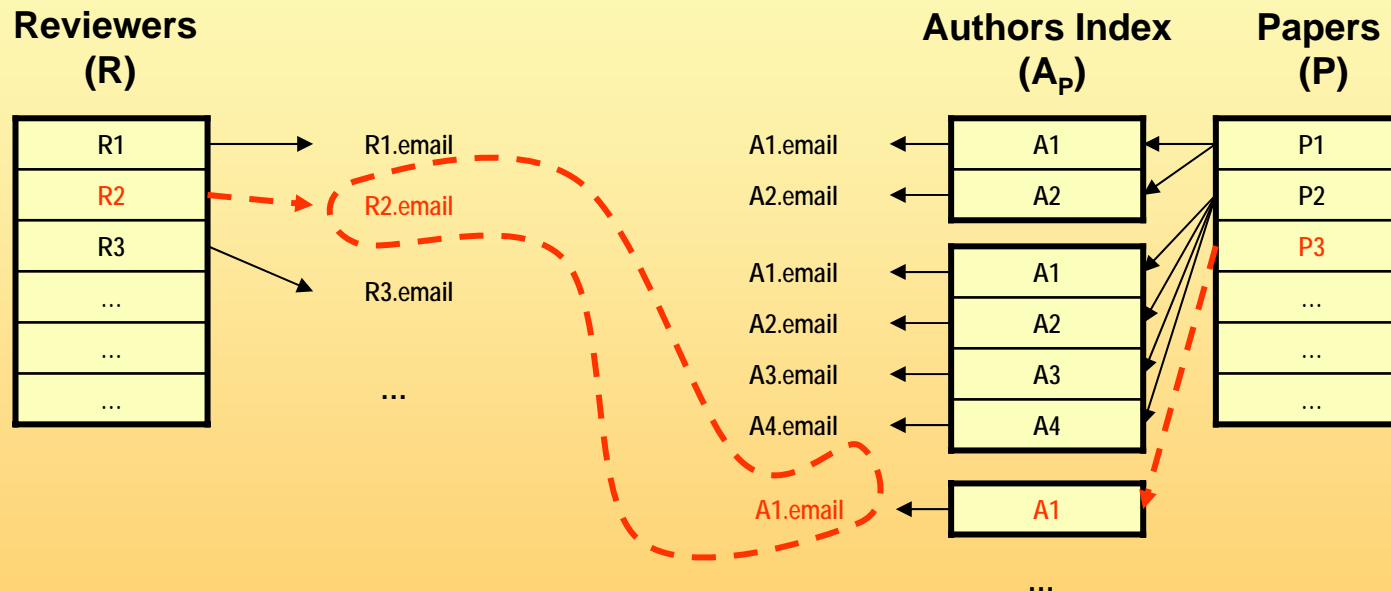 Reviewers
(R)
R1
R2
R3
...
...
...
R1.email
R2.email
R3.email
...
A1.email
A2.email
A1.email
A2.email
A3.email
A4.email
A1.email
Authors Index
(AP)
A1
A2
A1
A2
A3
A4
A1
...
Papers
(P)
P1
P2
P3
...
...
...